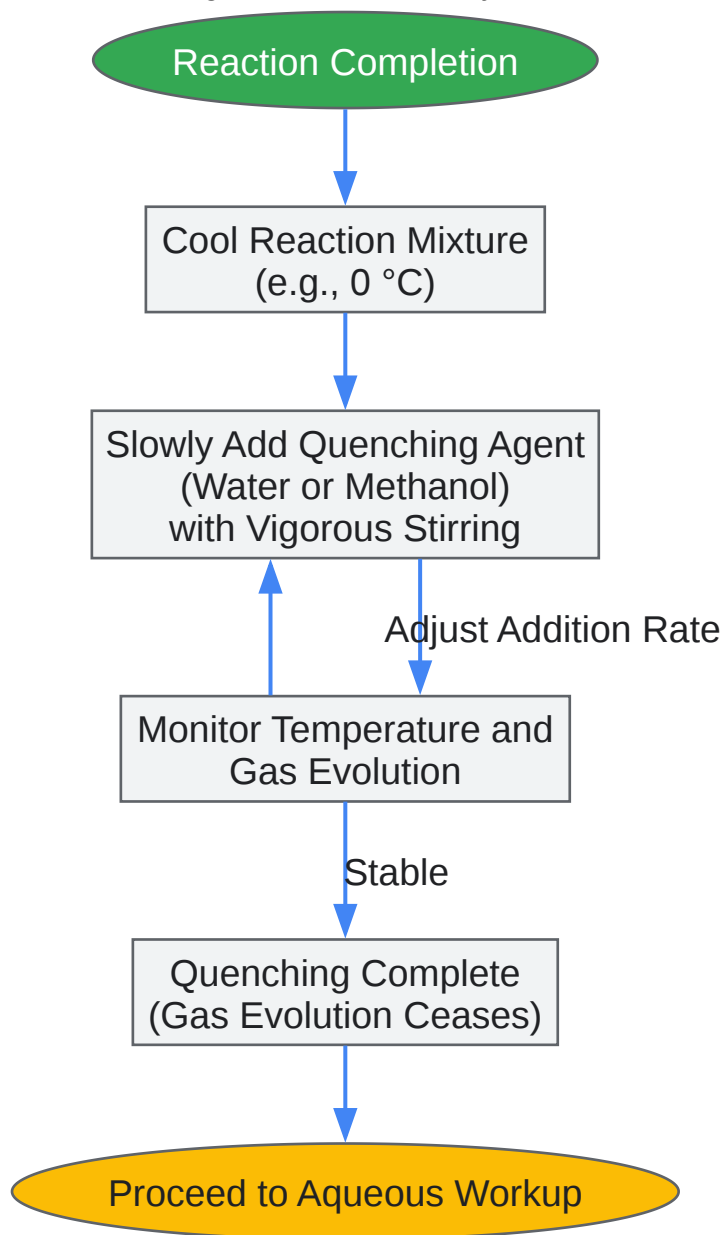 Reaction Completion
Cool Reaction Mixture
(e.g., 0 °C)
Slowly Add Quenching Agent
(Water or Methanol)
with Vigorous Stirring
Adjust Addition Rate
Monitor Temperature and
Gas Evolution
Stable
Quenching Complete
(Gas Evolution Ceases)
Proceed to Aqueous Workup